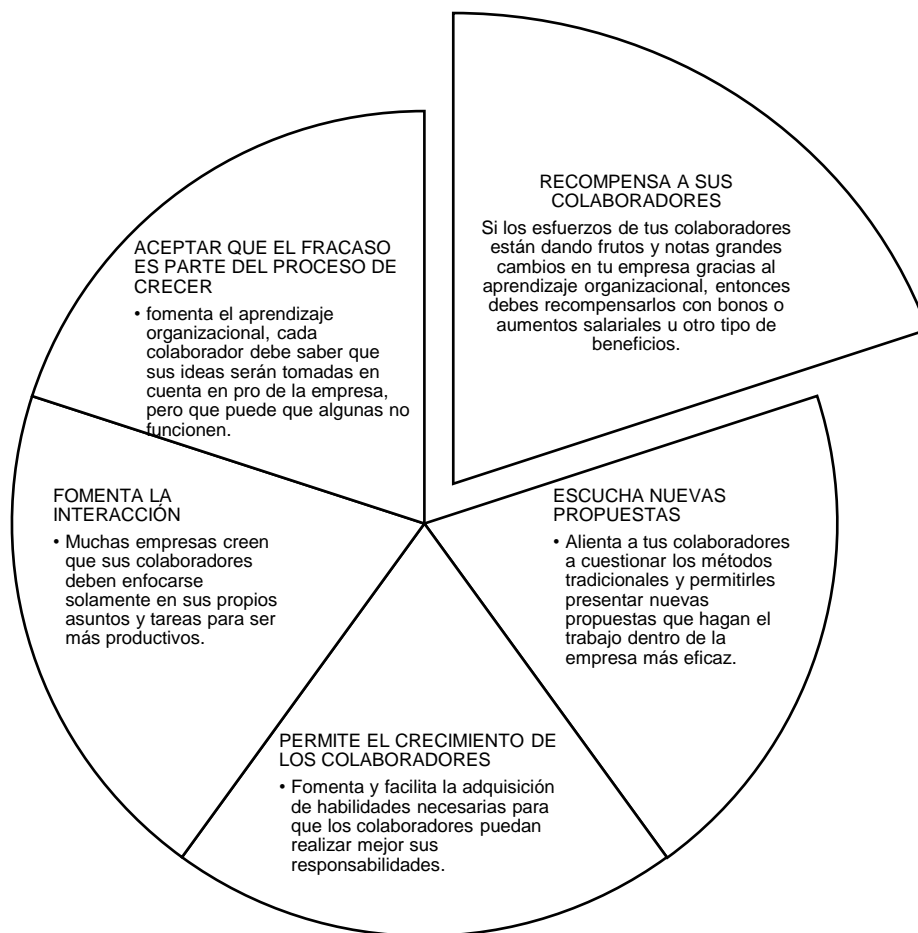 RECOMPENSA A SUS
COLABORADORES
Si los esfuerzos de tus colaboradores
están dando frutos y notas grandes
cambios en tu empresa gracias al
aprendizaje organizacional, entonces
debes recompensarlos con bonos o
aumentos salariales u otro tipo de
beneficios.
ESCUCHA NUEVAS
PROPUESTAS
• Alienta a tus colaboradores
a cuestionar los métodos
tradicionales y permitirles
presentar nuevas
propuestas que hagan el
trabajo dentro de la
empresa más eficaz.
PERMITE EL CRECIMIENTO DE
LOS COLABORADORES
• Fomenta y facilita la adquisición
de habilidades necesarias para
que los colaboradores puedan
realizar mejor sus
responsabilidades.
FOMENTA LA
INTERACCIÓN
• Muchas empresas creen
que sus colaboradores
deben enfocarse
solamente en sus propios
asuntos y tareas para ser
más productivos.
ACEPTAR QUE EL FRACASO
ES PARTE DEL PROCESO DE
CRECER
• fomenta el aprendizaje
organizacional, cada
colaborador debe saber que
sus ideas serán tomadas en
cuenta en pro de la empresa,
pero que puede que algunas no
funcionen.